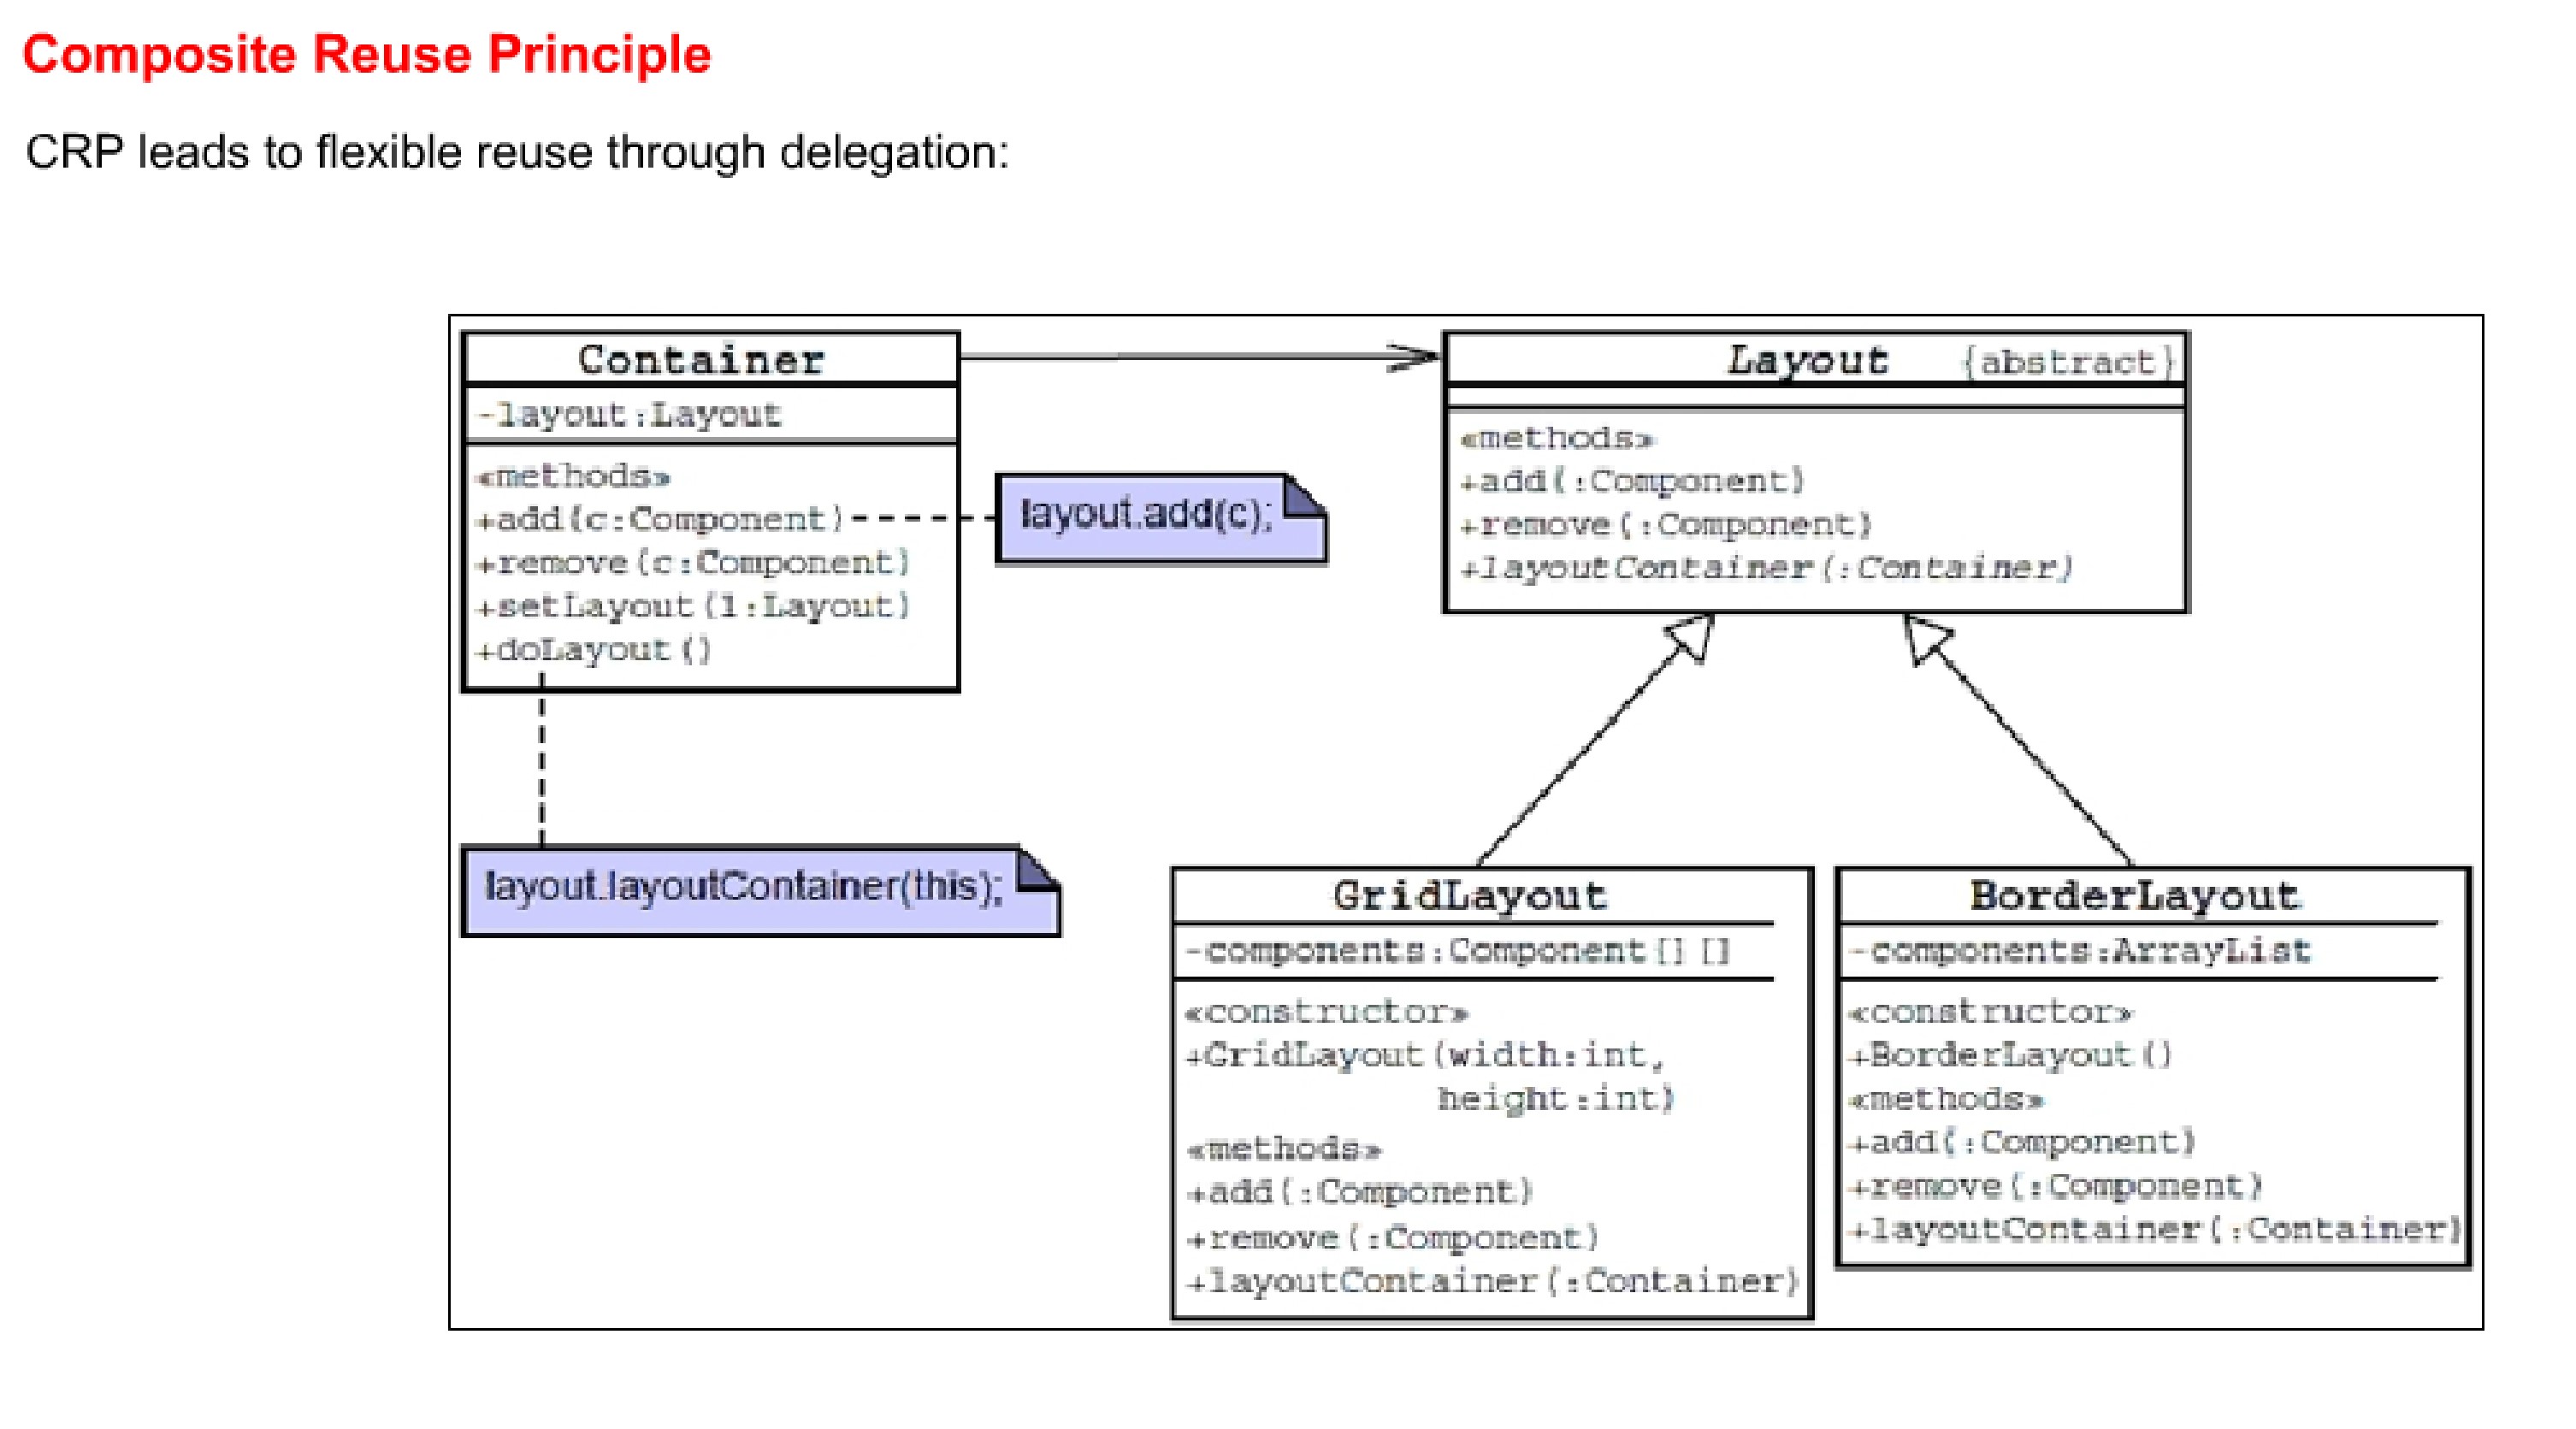 Composite Reuse Principle
CRP leads to flexible reuse through delegation:
Container
-layout:Layout
«methods»
+add(c:Component)
+remove(c:Component)
+setLayout(l:Layout)
+doLayout()
layout.add(c);
layout.layoutContainer(this);
Layout {abstract}
«methods»
+add(:Component)
+remove(:Component)
+layoutContainer(:Container)
GridLayout
-components:Component[][]
«constructor»
+GridLayout(width:int,
height:int)
«methods»
+add(:Component)
+remove(:Component)
+layoutContainer(:Container)
BorderLayout
-components:ArrayList
«constructor»
+BorderLayout()
«methods»
+add(:Component)
+remove(:Component)
+layoutContainer(:Container)